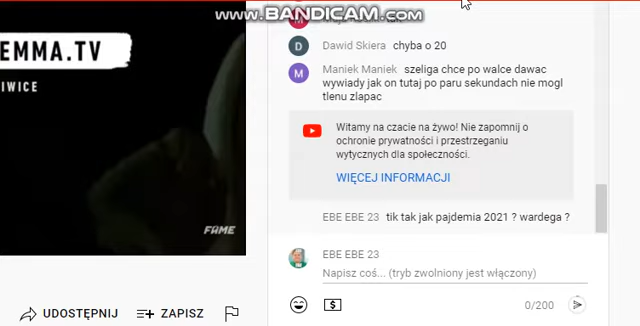 www.BANDICAM.com
EMMA.TV
IWICE
Dawid Skiera chyba o 20
Maniek Maniek szeliga chce po walce dawac
wywiady jak on tutaj po paru sekundach nie mogl
tlenu zlapac
Witamy na czacie na żywo! Nie zapomnij o
ochronie prywatności i przestrzeganiu
wytycznych dla społeczności.
WIĘCEJ INFORMACJI
EBE EBE 23 tik tak jak pajdemia 2021 ? wardega ?
FAME
EBE EBE 23
Napisz coś... (tryb zwolniony jest włączony)
0/200
UDOSTĘPNIJ
ZAPISZ